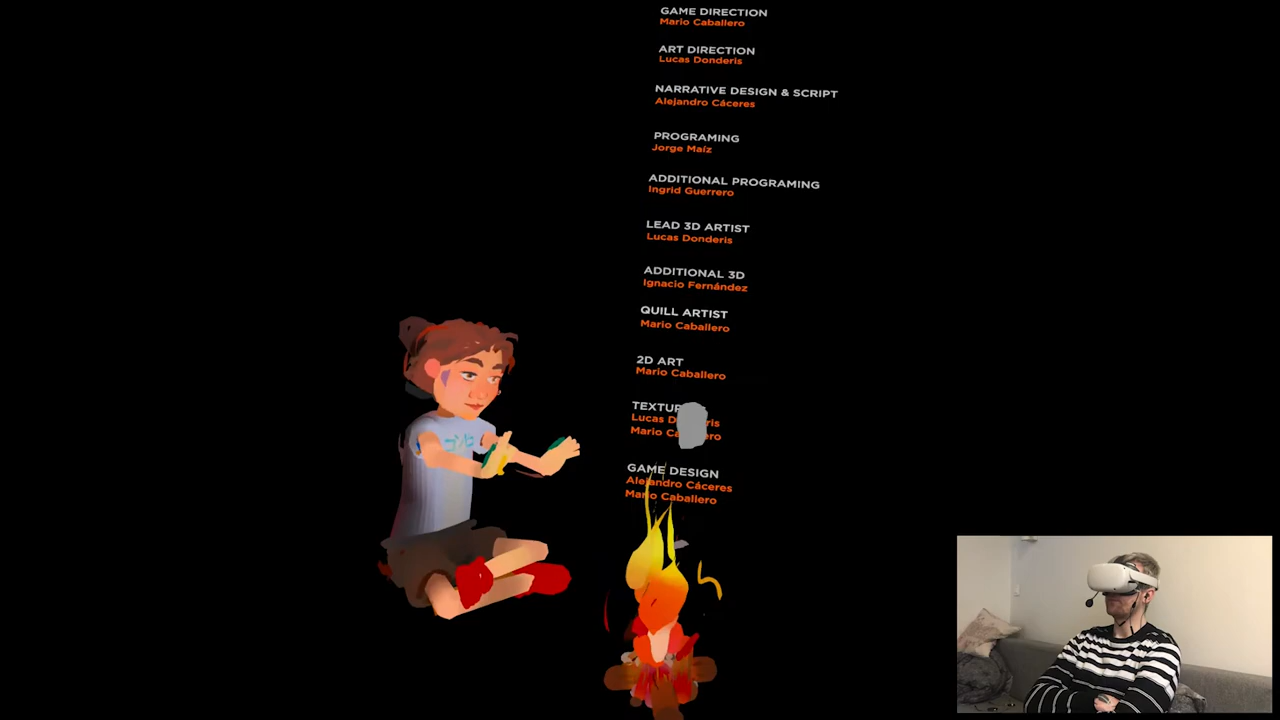 GAME DIRECTION
Mario Caballero
ART DIRECTION
Lucas Donderis
NARRATIVE DESIGN & SCRIPT
Alejandro Cáceres
PROGRAMING
Jorge Maíz
ADDITIONAL PROGRAMING
Ingrid Guerrero
LEAD 3D ARTIST
Lucas Donderis
ADDITIONAL 3D
Ignacio Fernández
QUILL ARTIST
Mario Caballero
2D ART
Mario Caballero
Lucas
Mario
GAME DESIGN
Alejandro Cáceres
Mario Caballero